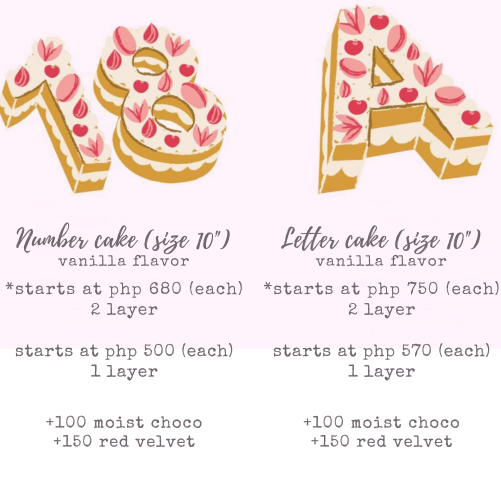 Number cake (size 10")
vanilla flavor
*starts at php 680 (each)
2 layer
starts at php 500 (each)
1 layer
+100 moist choco
+150 red velvet
Letter cake (size 10")
vanilla flavor
*starts at php 750 (each)
2 layer
starts at php 570 (each)
1 layer
+100 moist choco
+150 red velvet